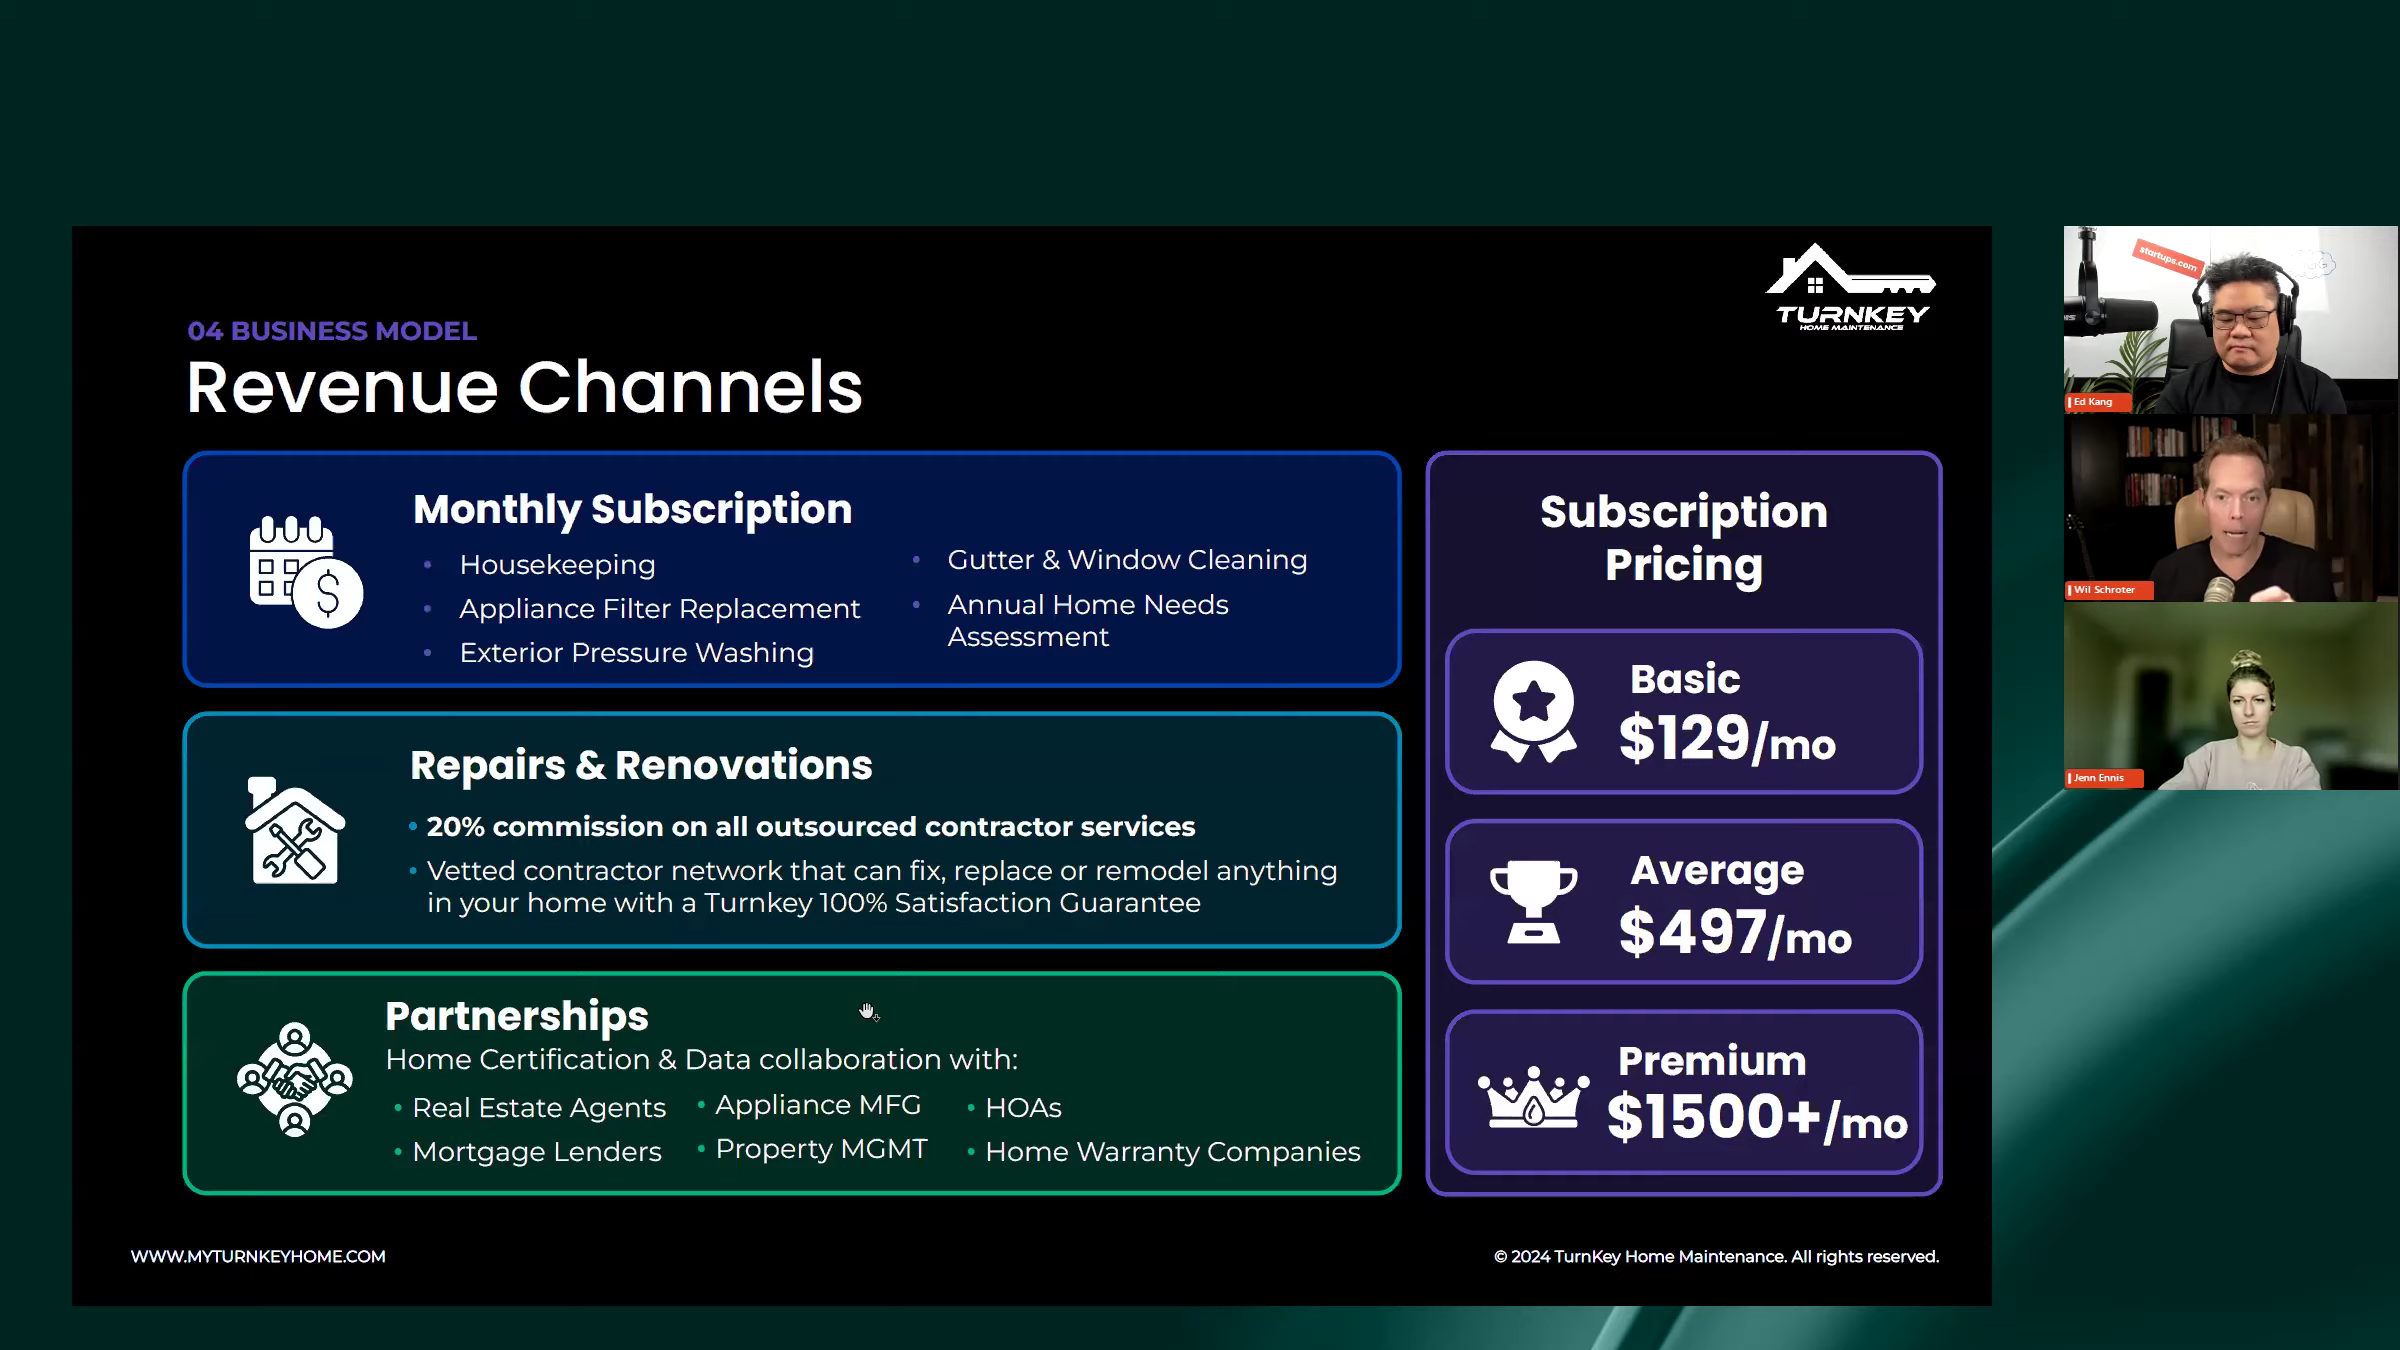 TURNKEY
HOME MAINTENANCE
04 BUSINESS MODEL
Revenue Channels
Monthly Subscription
Housekeeping
Appliance Filter Replacement
Exterior Pressure Washing
Gutter & Window Cleaning
Annual Home Needs
Assessment
Repairs & Renovations
20% commission on all outsourced contractor services
Vetted contractor network that can fix, replace or remodel anything
in your home with a Turnkey 100% Satisfaction Guarantee
Partnerships
Home Certification & Data collaboration with:
Real Estate Agents
Mortgage Lenders
Appliance MFG
Property MGMT
HOAs
Home Warranty Companies
Subscription
Pricing
Basic
$129/mo
Average
$497/mo
Premium
$1500+/mo
WWW.MYTURNKEYHOME.COM
© 2024 TurnKey Home Maintenance. All rights reserved.
startups.com
Ed Kang
Wil Schroter
Jenn Ennis